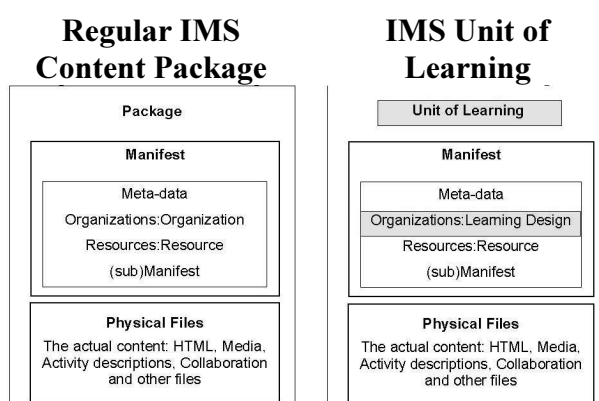 Regular IMS
Content Package
Package
Manifest
Meta-data
Organizations:Organization
Resources:Resource
(sub)Manifest
Physical Files
The actual content: HTML, Media,
Activity descriptions, Collaboration
and other files
IMS Unit of
Learning
Unit of Learning
Manifest
Meta-data
Organizations:Learning Design
Resources:Resource
(sub)Manifest
Physical Files
The actual content: HTML, Media,
Activity descriptions, Collaboration
and other files